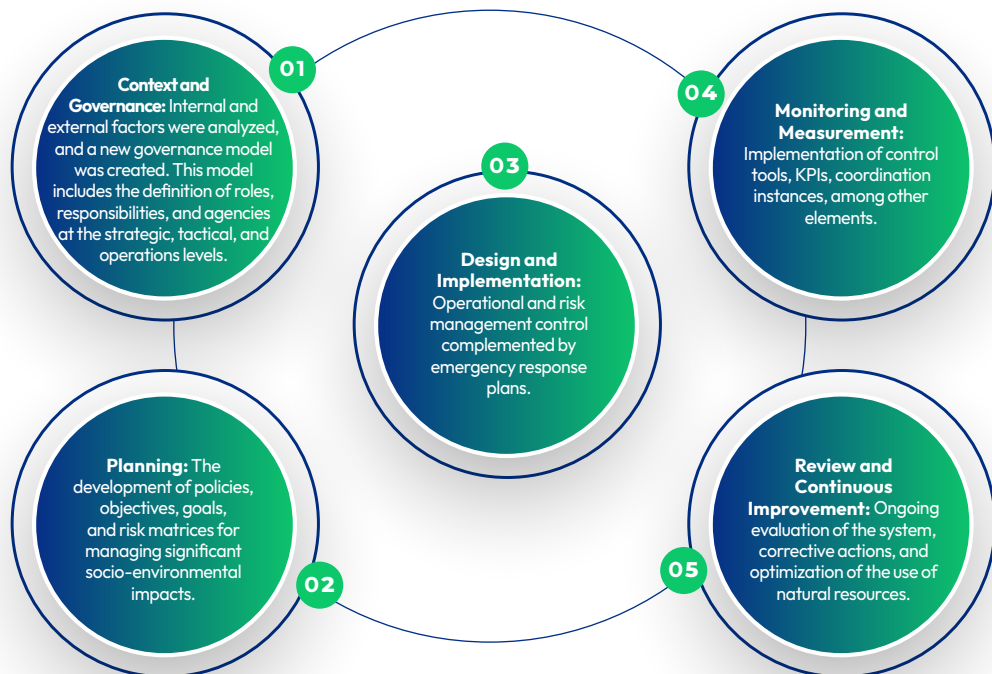 01
Context and
Governance: Internal and
external factors were analyzed,
and a new governance model
was created. This model
includes the definition of roles,
responsibilities, and agencies
at the strategic, tactical, and
operations levels.
02
Planning: The
development of policies,
objectives, goals,
and risk matrices for
managing significant
socio-environmental
impacts.
03
Design and
Implementation:
Operational and risk
management control
complemented by
emergency response
plans.
04
Monitoring and
Measurement:
Implementation of control
tools, KPIs, coordination
instances, among other
elements.
05
Review and
Continuous
Improvement: Ongoing
evaluation of the system,
corrective actions, and
optimization of the use of
natural resources.